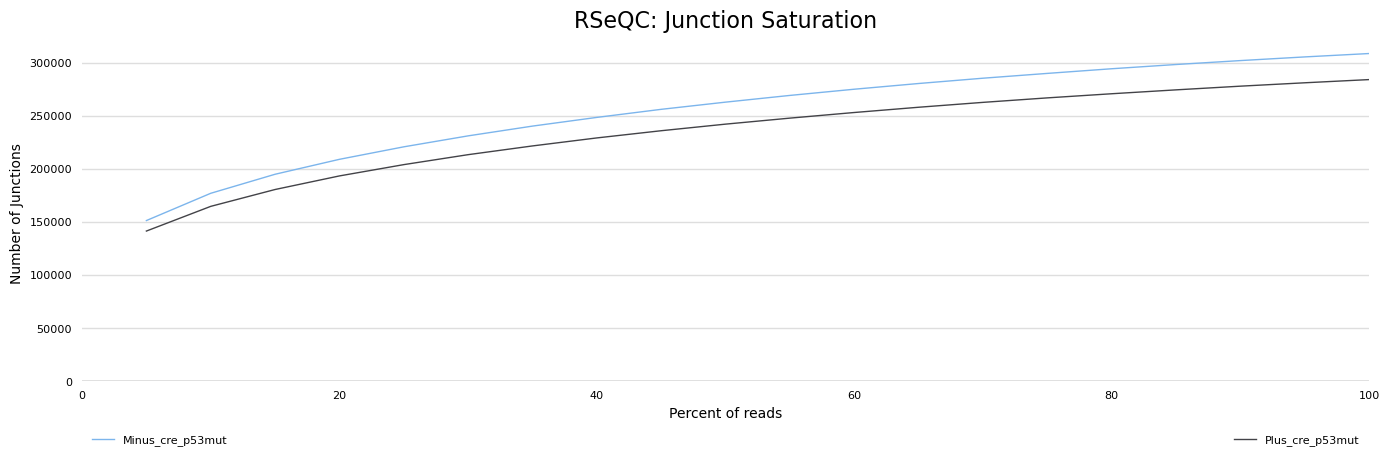 RSeQC: Junction Saturation
Number of Junctions
300000
250000
200000
150000
100000
50000
0
0 20 40 60 80 100
Percent of reads
Minus_cre_p53mut Plus_cre_p53mut